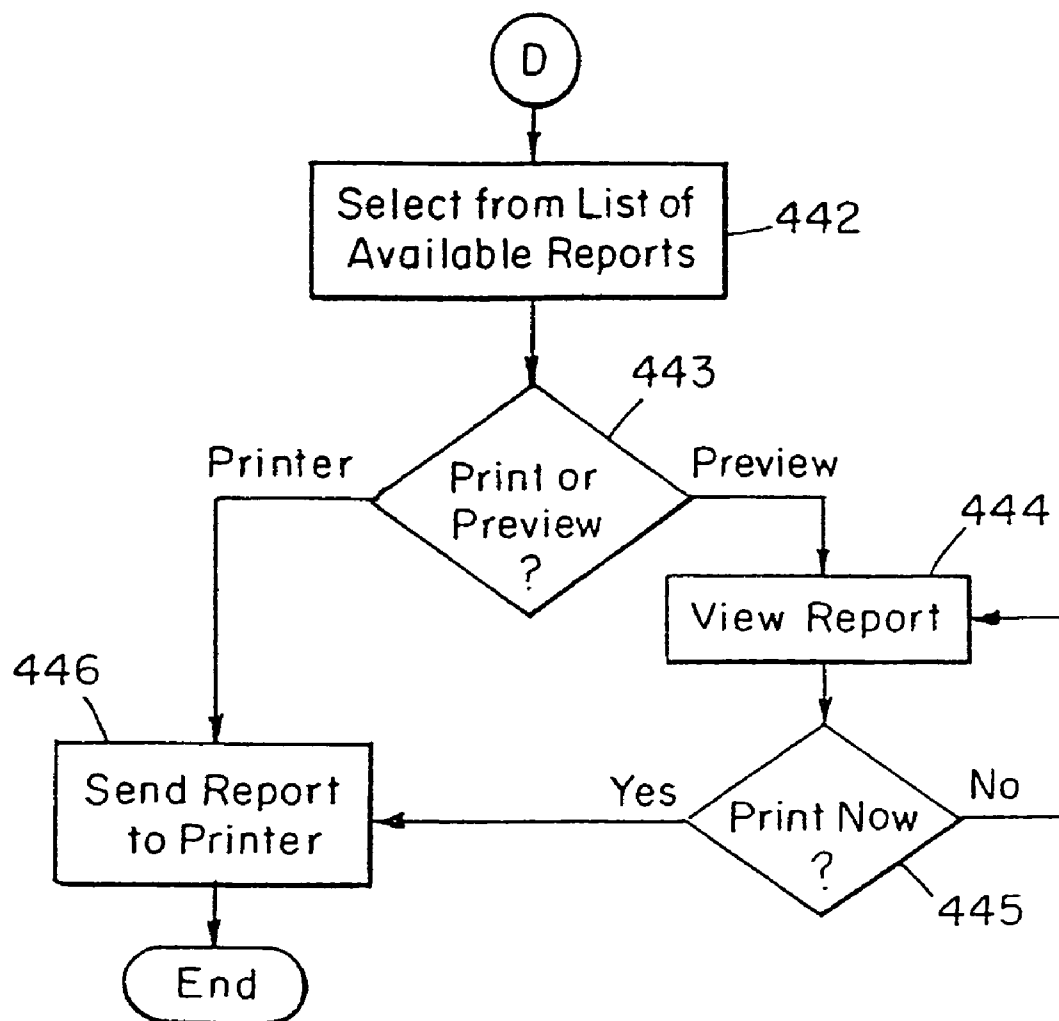 D
Select from List of
Available Reports
442
443
Printer
Print or
Preview
?
Preview
444
View Report
446
Send Report
to Printer
Yes
Print Now
?
No
445
End